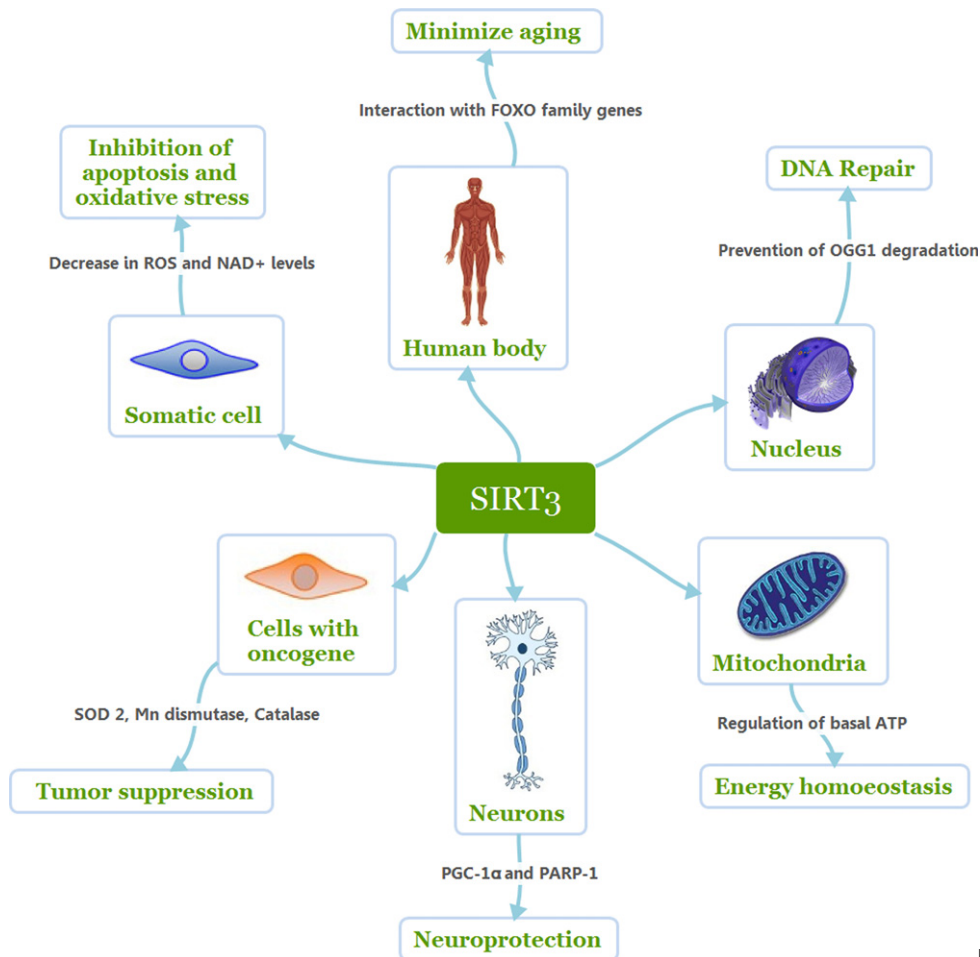 Minimize aging
Interaction with FOXO family genes
Inhibition of
apoptosis and
oxidative stress
DNA Repair
Decrease in ROS and NAD+ levels
Prevention of OGG1 degradation
Human body
Somatic cell
Nucleus
SIRT3
Cells with
oncogene
Mitochondria
SOD 2, Mn dismutase, Catalase
Regulation of basal ATP
Tumor suppression
Neurons
Energy homoeostasis
PGC-1α and PARP-1
Neuroprotection